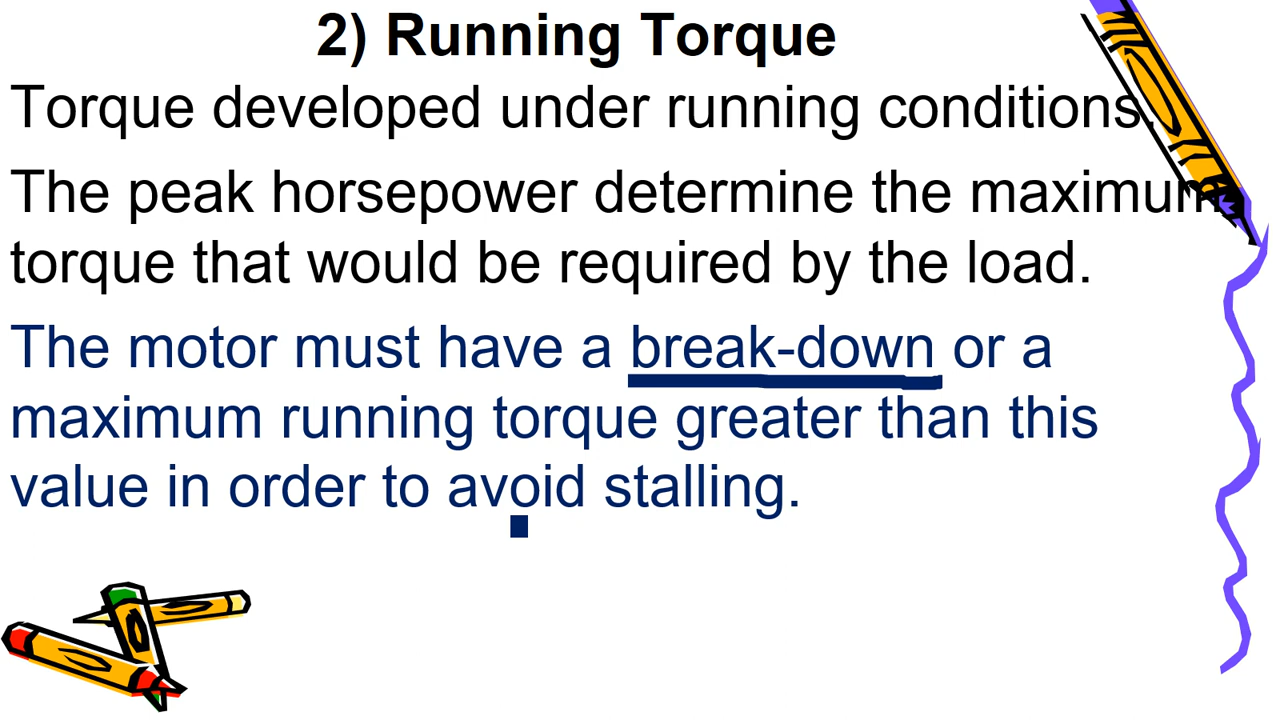 2) Running Torque
Torque developed under running conditions.
The peak horsepower determine the maximum
torque that would be required by the load.
The motor must have a break-down or a
maximum running torque greater than this
value in order to avoid stalling.